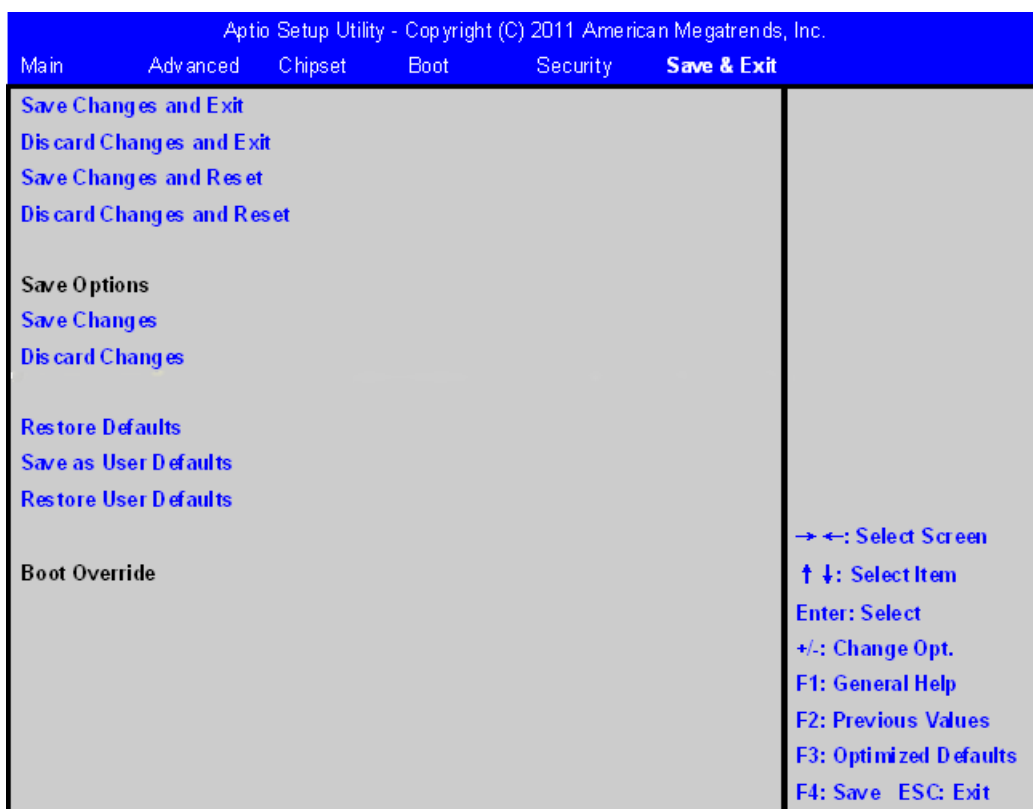 Aptio Setup Utility - Copyright (C) 2011 American Megatrends, Inc.
Main Advanced Chipset Boot Security Save & Exit
Save Changes and Exit
Discard Changes and Exit
Save Changes and Reset
Discard Changes and Reset
Save Options
Save Changes
Discard Changes
Restore Defaults
Save as User Defaults
Restore User Defaults
Boot Override
→ ←: Select Screen
↑ ↓: Select Item
Enter: Select
+/-: Change Opt.
F1: General Help
F2: Previous Values
F3: Optimized Defaults
F4: Save ESC: Exit